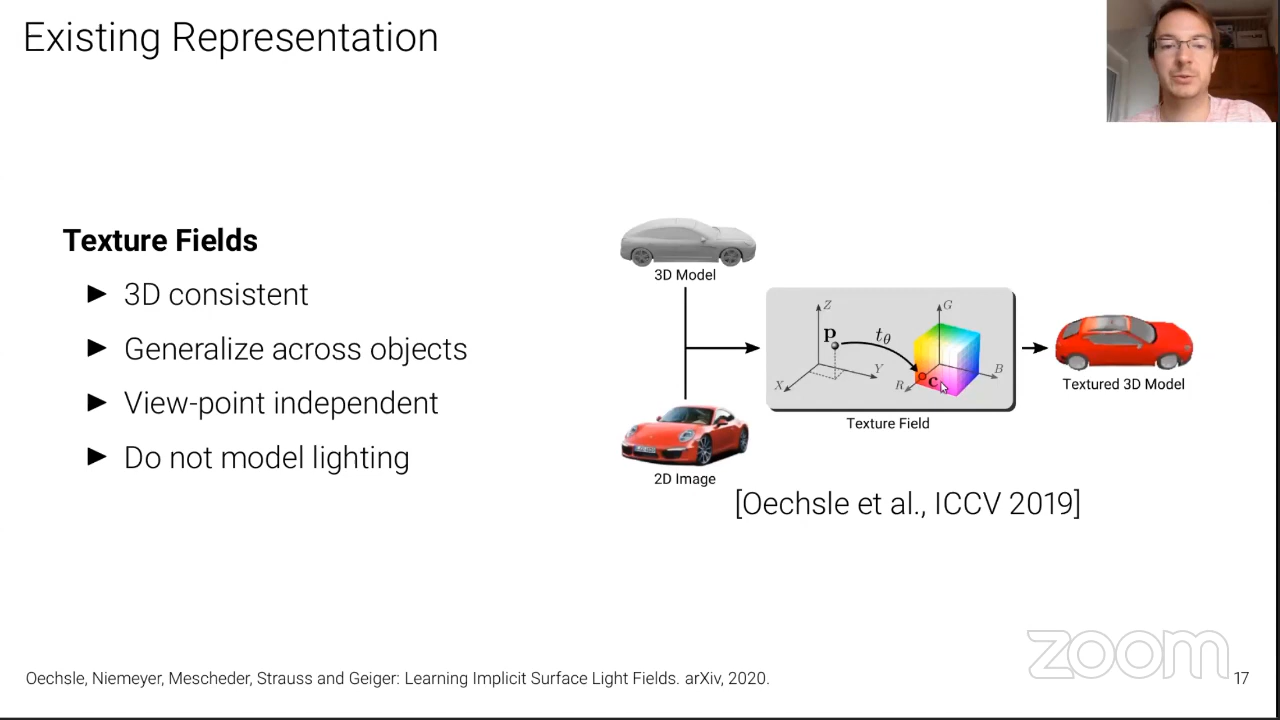 Existing Representation
Texture Fields
► 3D consistent
► Generalize across objects
► View-point independent
► Do not model lighting
3D Model
2D Image
Z
p
tθ
Y
X
G
B
R
c
Texture Field
Textured 3D Model
[Oechsle et al., ICCV 2019]
zoom
Oechsle, Niemeyer, Mescheder, Strauss and Geiger: Learning Implicit Surface Light Fields. arXiv, 2020.
17